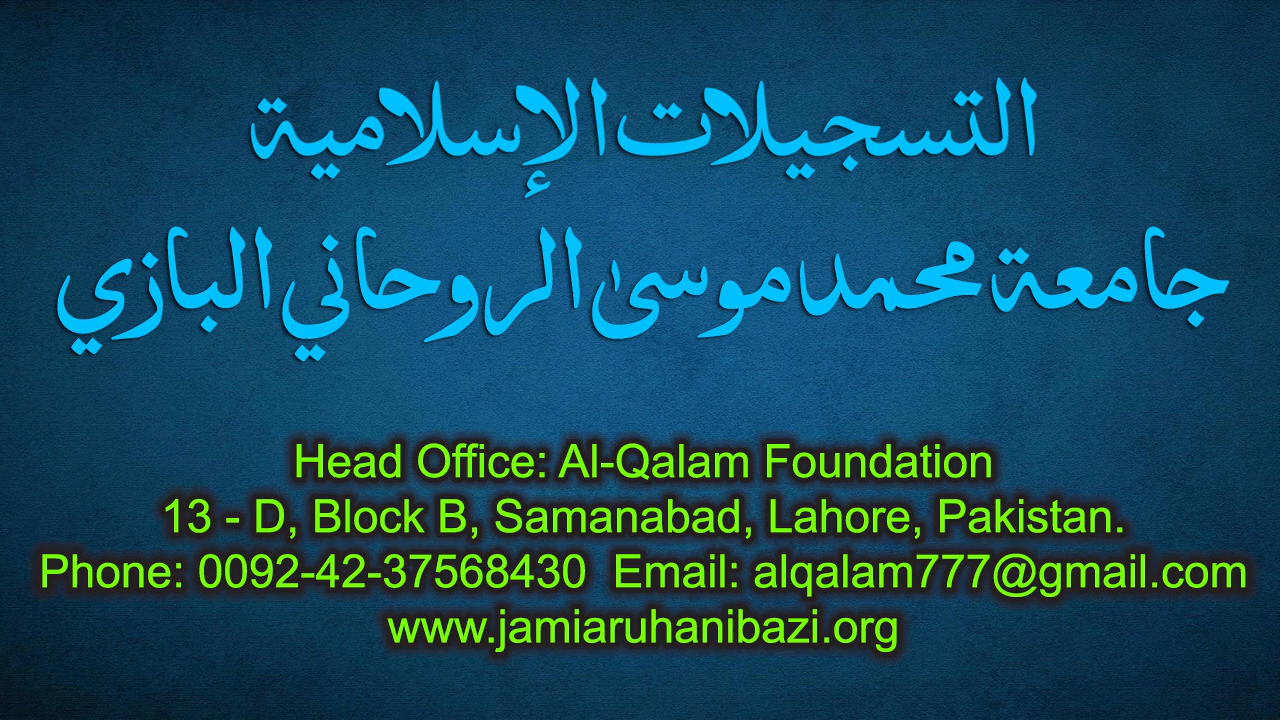 التسجيلات الإسلامية
جامعة محمد موسىٰ الروحاني البازي
Head Office: Al-Qalam Foundation
13 - D, Block B, Samanabad, Lahore, Pakistan.
Phone: 0092-42-37568430  Email: alqalam777@gmail.com
www.jamiaruhanibazi.org